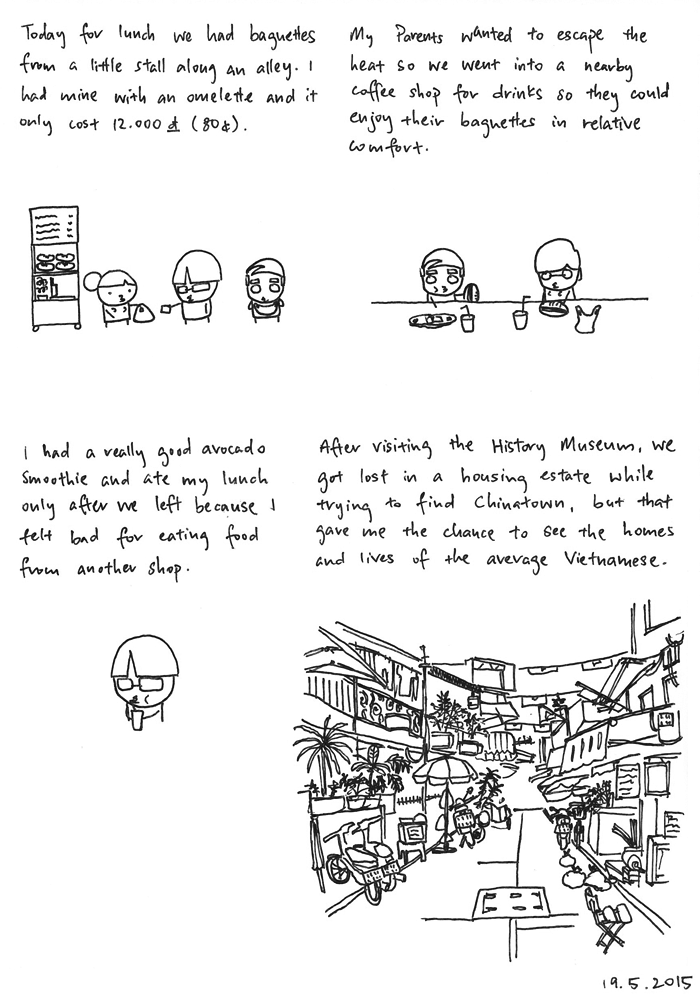 Today for lunch we had baguettes
from a little stall along an alley. I
had mine with an omelette and it
only cost 12.000 ₫ (80¢).
My Parents wanted to escape the
heat so we went into a nearby
coffee shop for drinks so they could
enjoy their baguettes in relative
comfort.
I had a really good avocado
smoothie and ate my lunch
only after we left because I
felt bad for eating food
from another shop.
After visiting the History Museum, we
got lost in a housing estate while
trying to find Chinatown, but that
gave me the chance to see the homes
and lives of the average Vietnamese.
19.5.2015